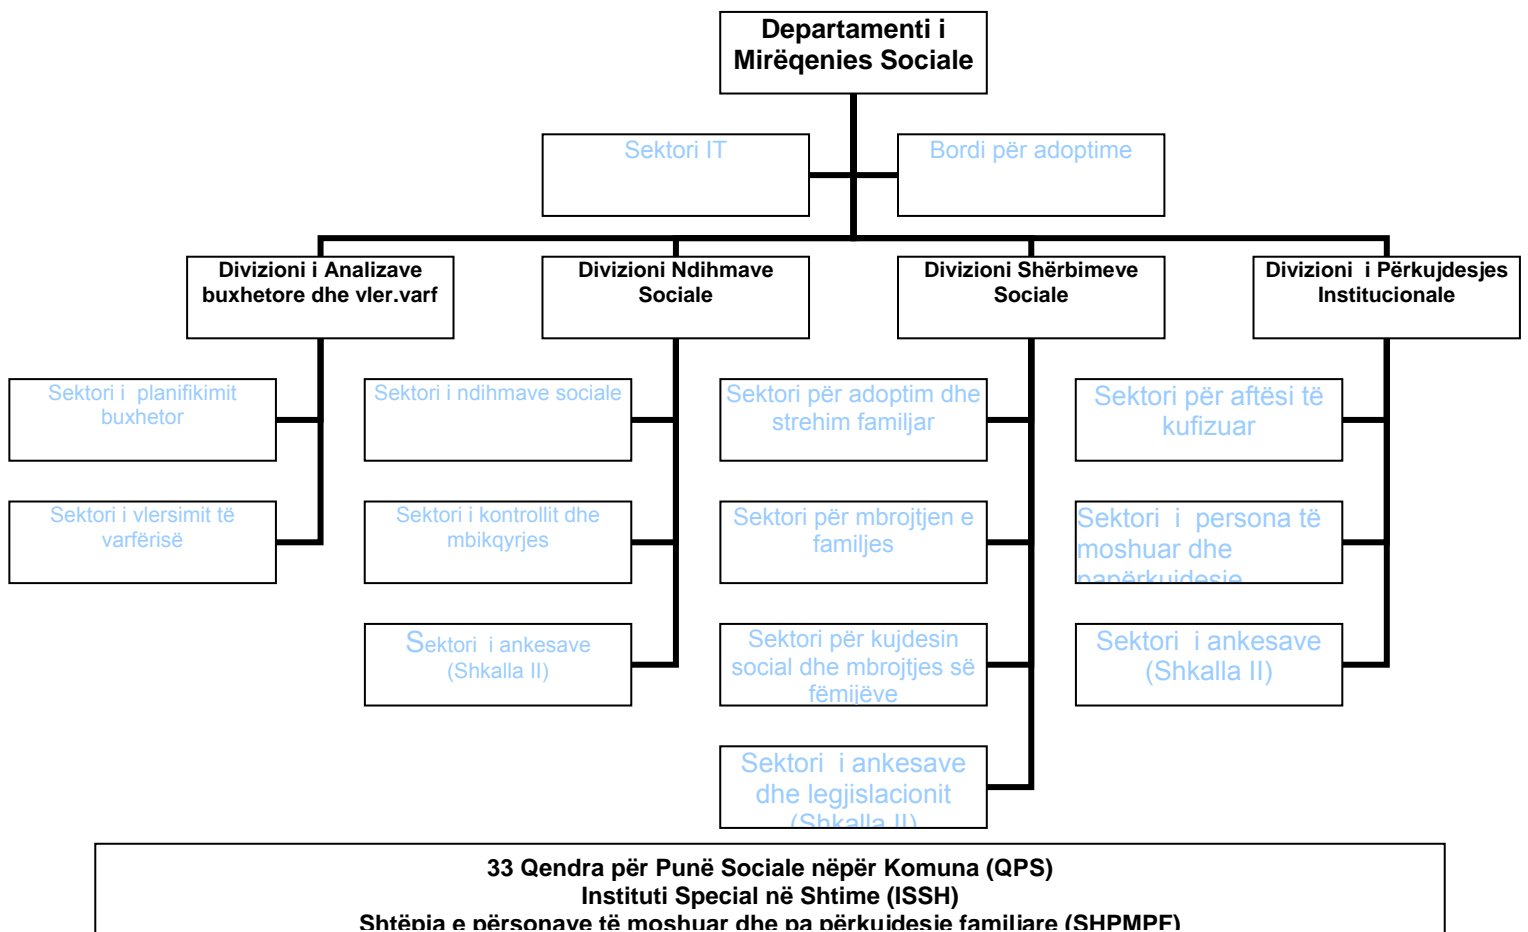 Departamenti i
Mirëqenies Sociale
Sektori IT
Bordi për adoptime
Divizioni i Analizave
buxhetore dhe vler.varf
Divizioni Ndihmave
Sociale
Divizioni Shërbimeve
Sociale
Divizioni i Përkujdesjes
Institucionale
Sektori i planifikimit
buxhetor
Sektori i ndihmave sociale
Sektori për adoptim dhe
strehim familjar
Sektori për aftësi të
kufizuar
Sektori i vlersimit të
varfërisë
Sektori i kontrollit dhe
mbikqyrjes
Sektori për mbrojtjen e
familjes
Sektori i persona të
moshuar dhe
papërkujdesje
Sektori i ankesave
(Shkalla II)
Sektori për kujdesin
social dhe mbrojtjes së
fëmijëve
Sektori i ankesave
(Shkalla II)
Sektori i ankesave
dhe legjislacionit
(Shkalla II)
33 Qendra për Punë Sociale nëpër Komuna (QPS)
Instituti Special në Shtime (ISSH)
Shtëpia e përsonave të moshuar dhe pa përkujdesje familjare (SHPMPF)